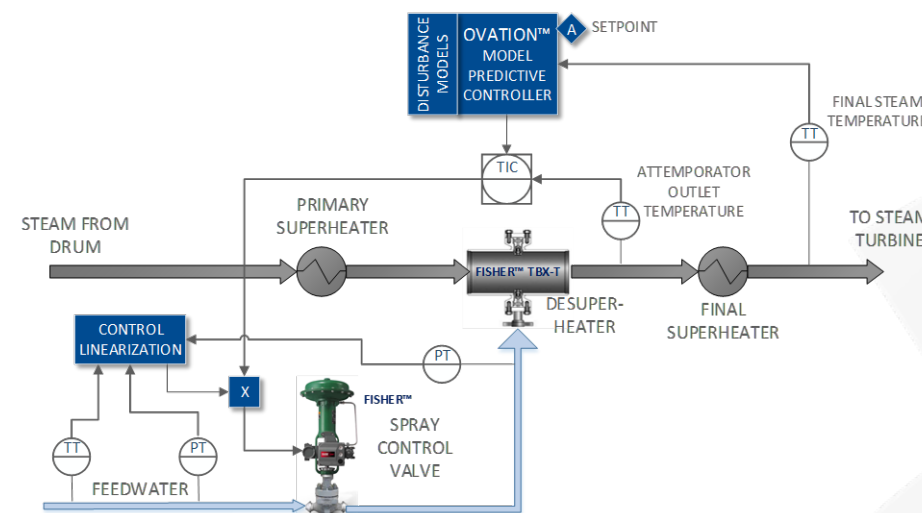 DISTURBANCE
MODELS
OVATION™
MODEL
PREDICTIVE
CONTROLLER
A
SETPOINT
FINAL STEAM
TEMPERATURE
TT
TIC
ATTEMPORATOR
OUTLET
TEMPERATURE
TT
PRIMARY
SUPERHEATER
STEAM FROM
DRUM
TO STEAM
TURBINE
FISHER™ TBX-T
DESUPER-
HEATER
FINAL
SUPERHEATER
CONTROL
LINEARIZATION
PT
X
FISHER™
SPRAY
CONTROL
VALVE
TT
PT
FEEDWATER